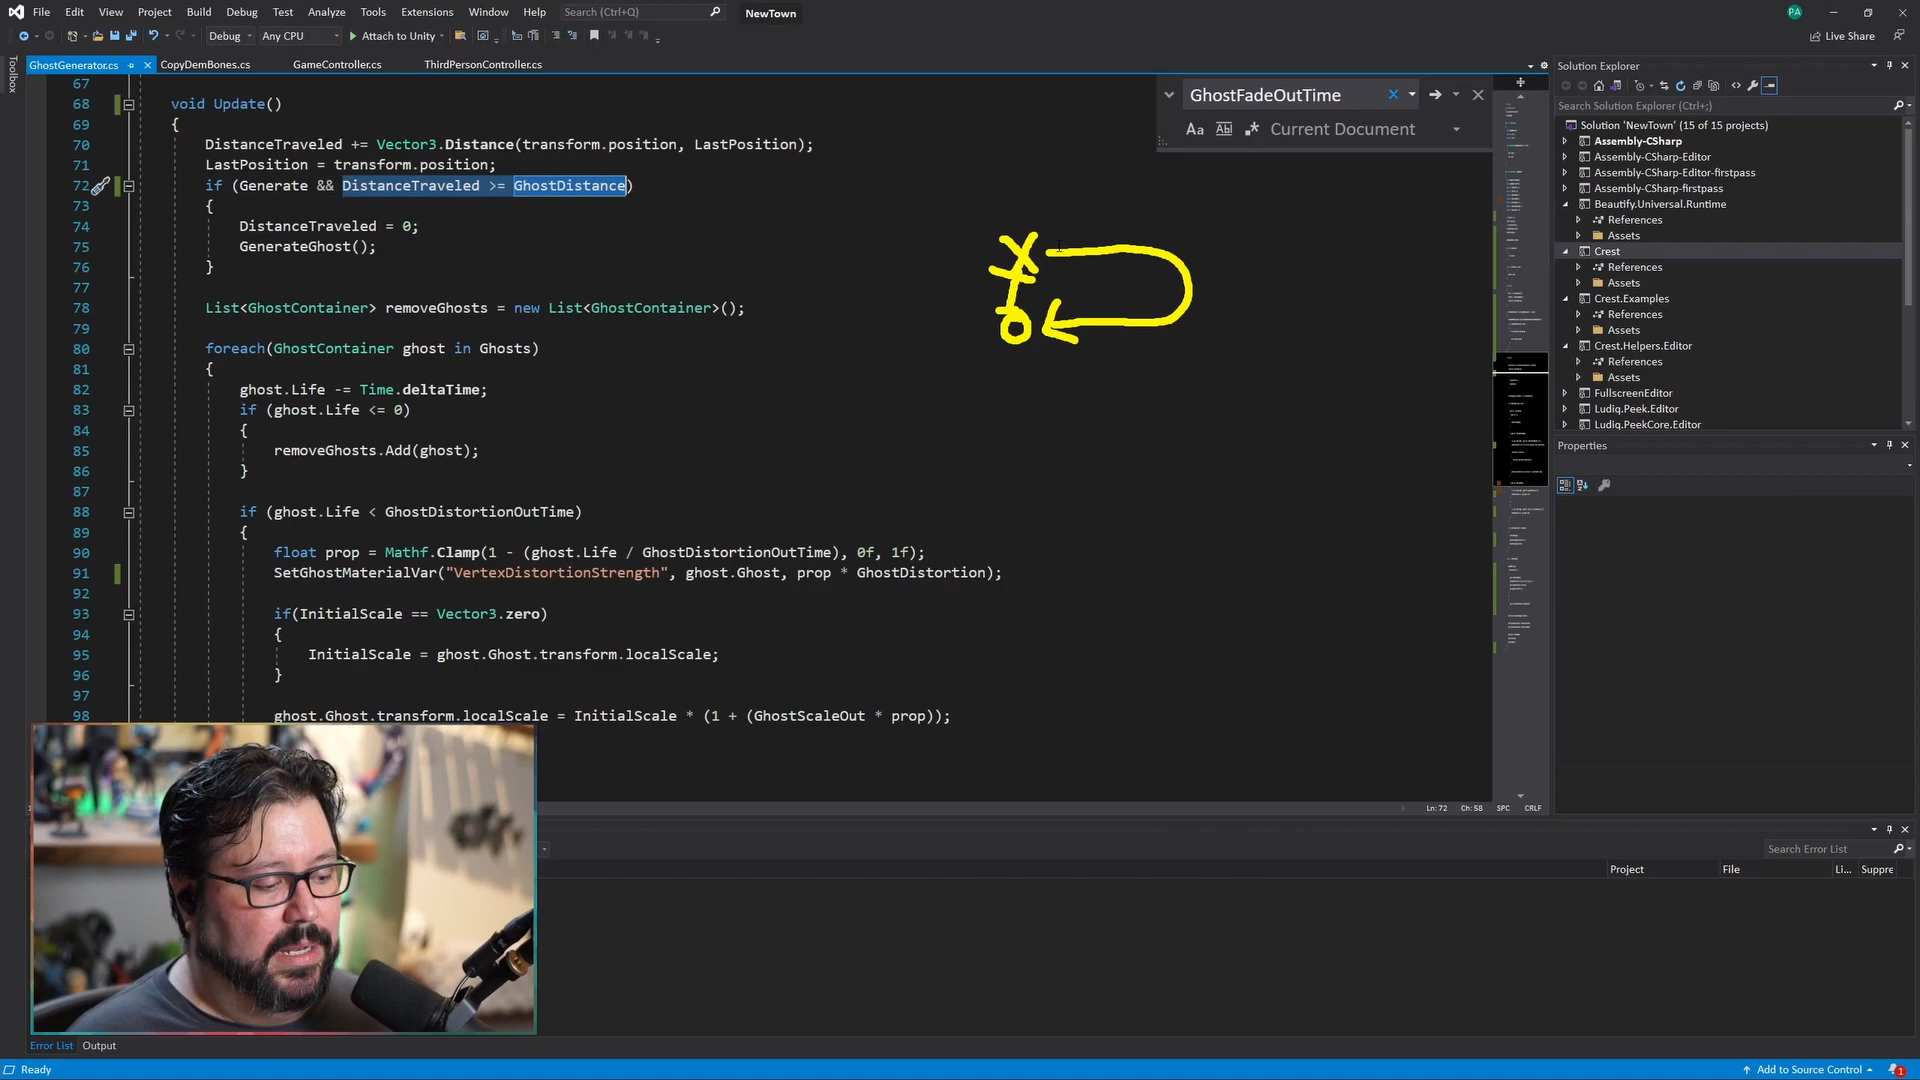 File Edit View Project Build Debug Test Analyze Tools Extensions Window Help Search (Ctrl+Q) NewTown PA
Debug Any CPU Attach to Unity Live Share
Toolbox
GhostGenerator.cs CopyDemBones.cs GameController.cs ThirdPersonController.cs
67
68 void Update()
69 {
70 DistanceTraveled += Vector3.Distance(transform.position, LastPosition);
71 LastPosition = transform.position;
72 if (Generate && DistanceTraveled >= GhostDistance)
73 {
74 DistanceTraveled = 0;
75 GenerateGhost();
76 }
77
78 List<GhostContainer> removeGhosts = new List<GhostContainer>();
79
80 foreach(GhostContainer ghost in Ghosts)
81 {
82 ghost.Life -= Time.deltaTime;
83 if (ghost.Life <= 0)
84 {
85 removeGhosts.Add(ghost);
86 }
87
88 if (ghost.Life < GhostDistortionOutTime)
89 {
90 float prop = Mathf.Clamp(1 - (ghost.Life / GhostDistortionOutTime), 0f, 1f);
91 SetGhostMaterialVar("VertexDistortionStrength", ghost.Ghost, prop * GhostDistortion);
92
93 if(InitialScale == Vector3.zero)
94 {
95 InitialScale = ghost.Ghost.transform.localScale;
96 }
97
98 ghost.Ghost.transform.localScale = InitialScale * (1 + (GhostScaleOut * prop));
GhostFadeOutTime
Aa Ab Current Document
Ln: 72 Ch: 58 SPC CRLF
Solution Explorer
Search Solution Explorer (Ctrl+;)
Solution 'NewTown' (15 of 15 projects)
Assembly-CSharp
Assembly-CSharp-Editor
Assembly-CSharp-Editor-firstpass
Assembly-CSharp-firstpass
Beautify.Universal.Runtime
References
Assets
Crest
References
Assets
Crest.Examples
References
Assets
Crest.Helpers.Editor
References
Assets
FullscreenEditor
Ludiq.Peek.Editor
Ludiq.PeekCore.Editor
Properties
Search Error List
Project File Li... Suppre
Error List Output
Ready Add to Source Control 1